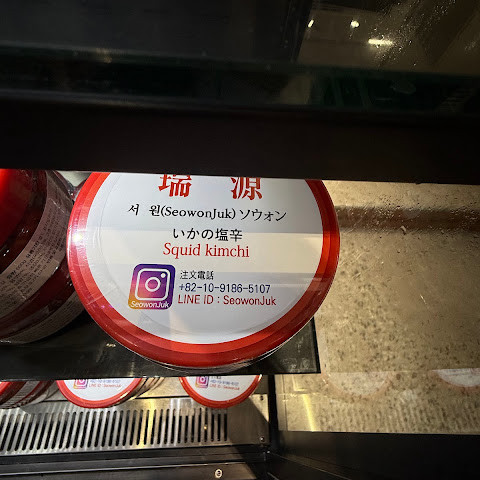 瑞 源
서 원(SeowonJuk) ソウォン
いかの塩辛
Squid kimchi
注文電話
+82-10-9186-5107
LINE ID : SeowonJuk
SeowonJuk